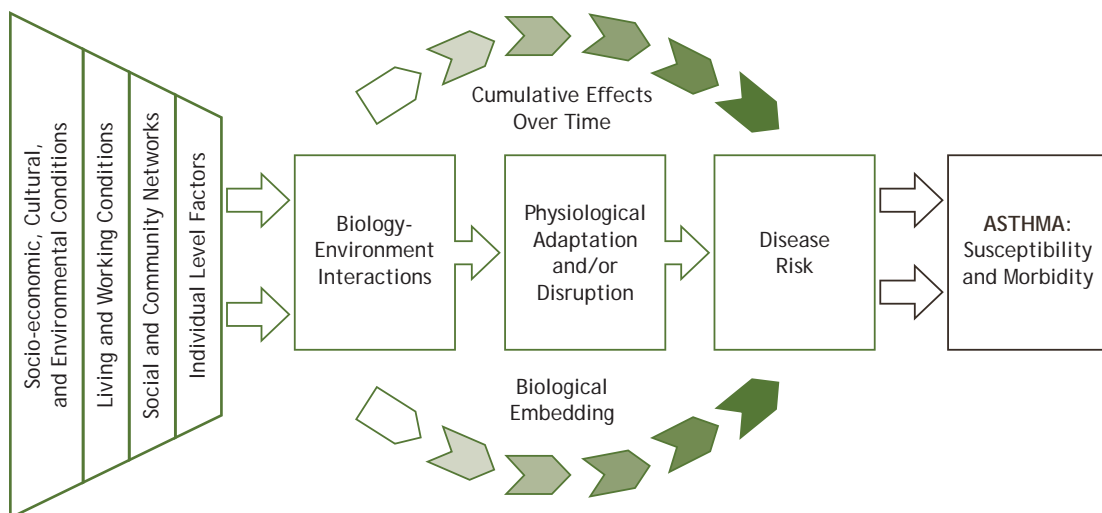 Socio-economic, Cultural,
and Environmental Conditions
Living and Working Conditions
Social and Community Networks
Individual Level Factors
Cumulative Effects
Over Time
Biology-
Environment
Interactions
Physiological
Adaptation
and/or
Disruption
Disease
Risk
ASTHMA:
Susceptibility
and Morbidity
Biological
Embedding